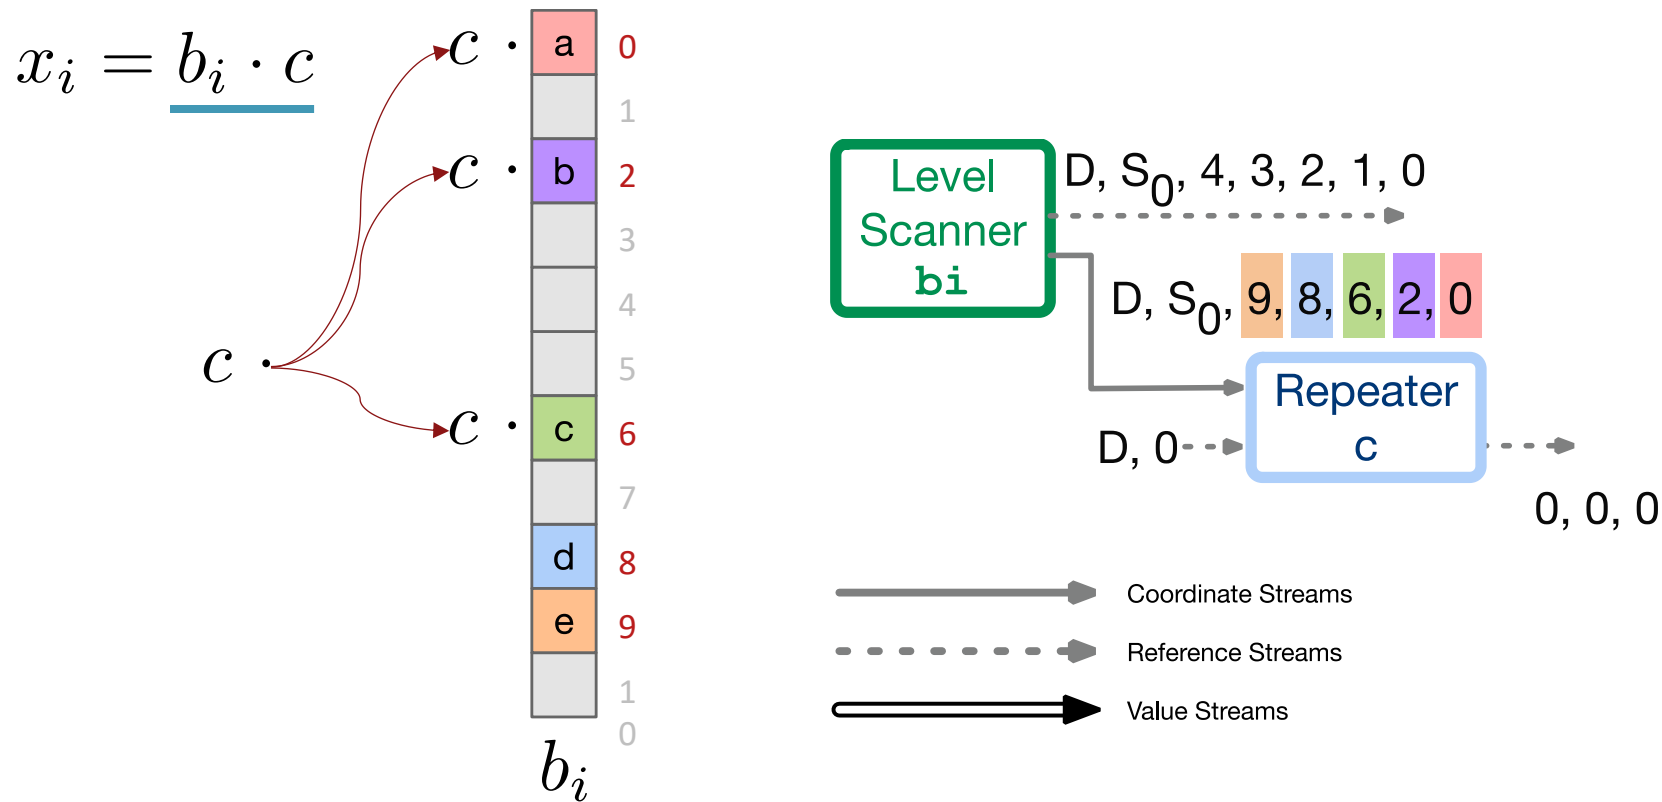 x_i = b_i · c
c · a 0
1
c · b 2
3
4
5
c ·
c · c 6
7
d 8
e 9
10
b_i
Level
Scanner
bi
D, S_0, 4, 3, 2, 1, 0
D, S_0, 9, 8, 6, 2, 0
Repeater
c
D, 0
0, 0, 0
Coordinate Streams
Reference Streams
Value Streams